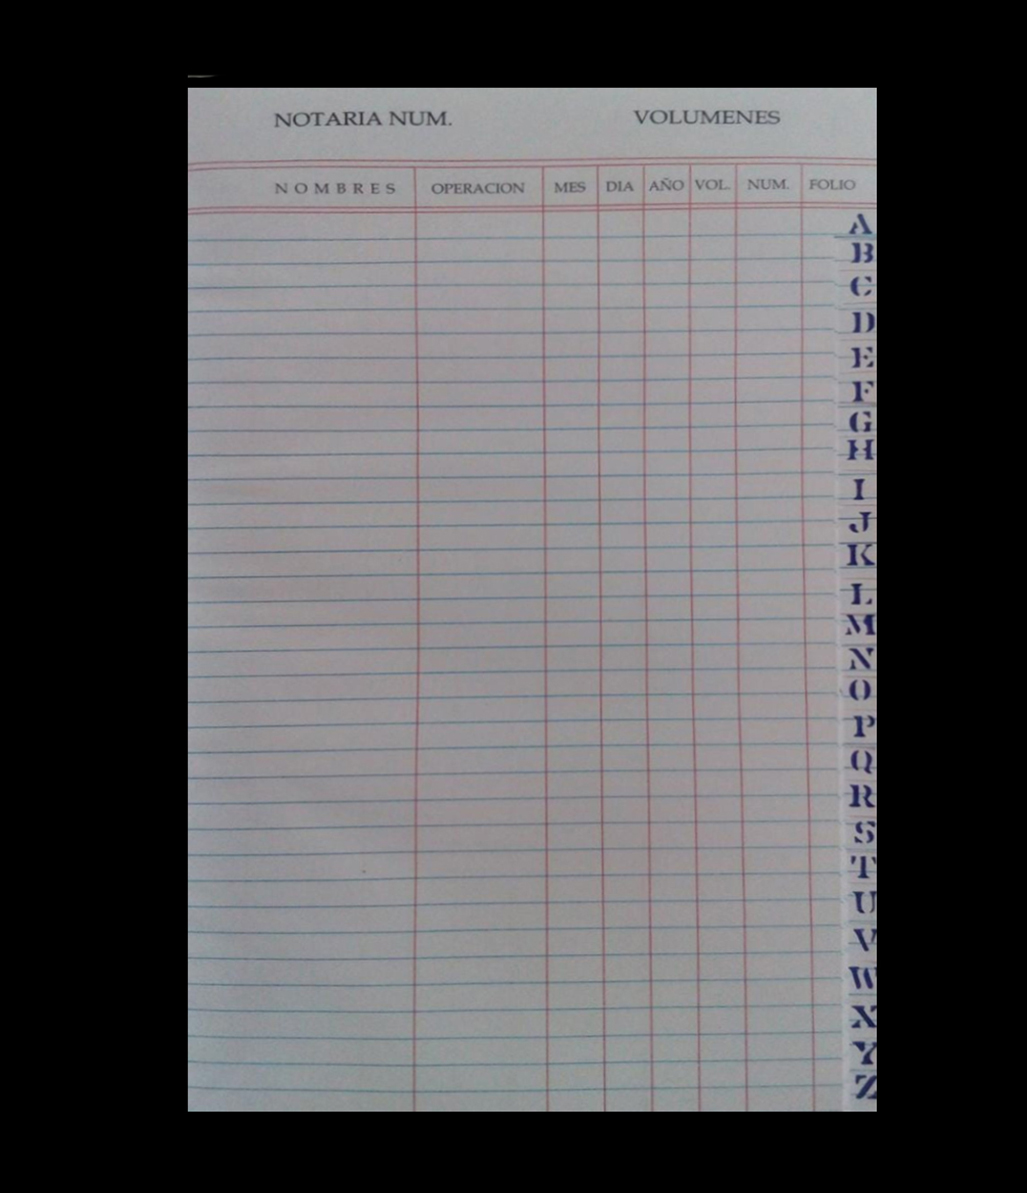 NOTARIA NUM. VOLUMENES
NOMBRES OPERACION MES DIA AÑO VOL. NUM. FOLIO
A
B
C
D
E
F
G
H
I
J
K
L
M
N
O
P
Q
R
S
T
U
V
W
X
Y
Z